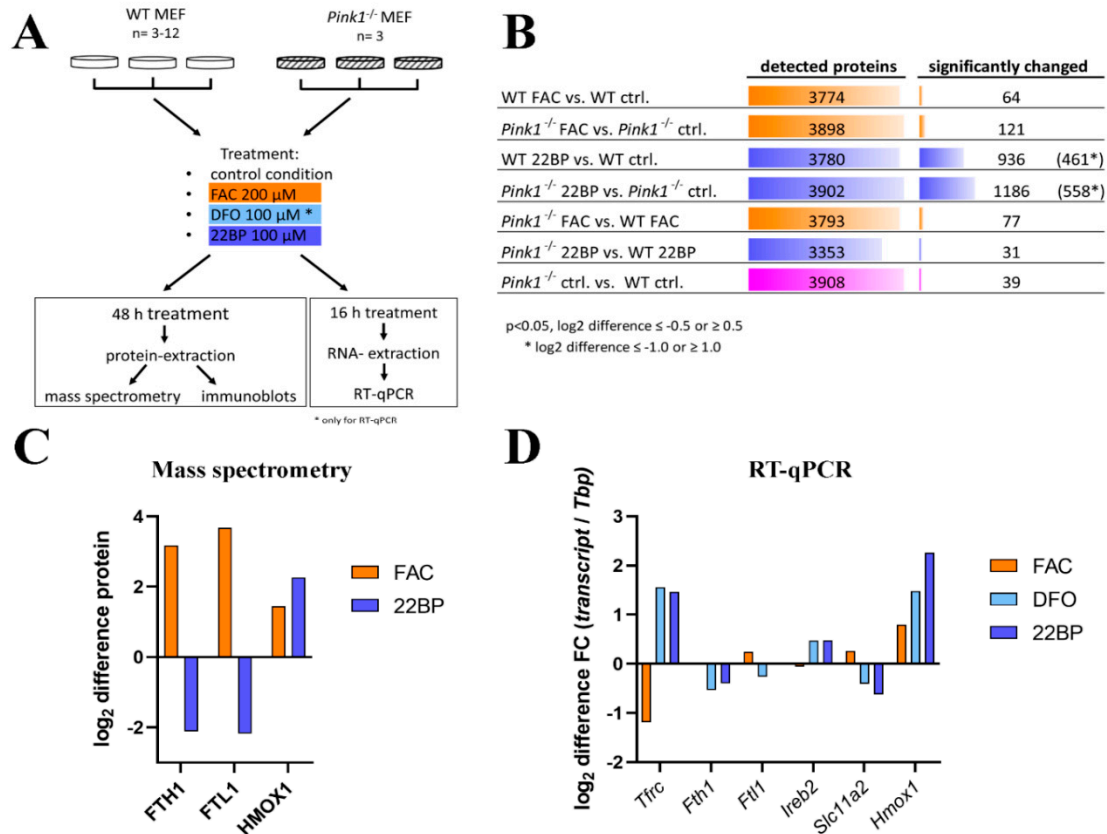 A
WT MEF
n= 3-12
Pink1-/- MEF
n= 3
Treatment:
• control condition
• FAC 200 µM
• DFO 100 µM *
• 22BP 100 µM
48 h treatment
protein-extraction
mass spectrometry
immunoblots
16 h treatment
RNA- extraction
RT-qPCR
* only for RT-qPCR
B
detected proteins significantly changed
WT FAC vs. WT ctrl. 3774 64
Pink1 -/- FAC vs. Pink1 -/- ctrl. 3898 121
WT 22BP vs. WT ctrl. 3780 936 (461*)
Pink1 -/- 22BP vs. Pink1 -/- ctrl. 3902 1186 (558*)
Pink1 -/- FAC vs. WT FAC 3793 77
Pink1 -/- 22BP vs. WT 22BP 3353 31
Pink1 -/- ctrl. vs. WT ctrl. 3908 39
p<0.05, log2 difference ≤ -0.5 or ≥ 0.5
* log2 difference ≤ -1.0 or ≥ 1.0
C
Mass spectrometry
log2 difference protein
4
2
0
-2
FTH1
FTL1
HMOX1
FAC
22BP
D
RT-qPCR
log2 difference FC (transcript / Tbp)
3
2
1
0
-1
-2
Tfrc
Fth1
Ftl1
Ireb2
Slc11a2
Hmox1
FAC
DFO
22BP